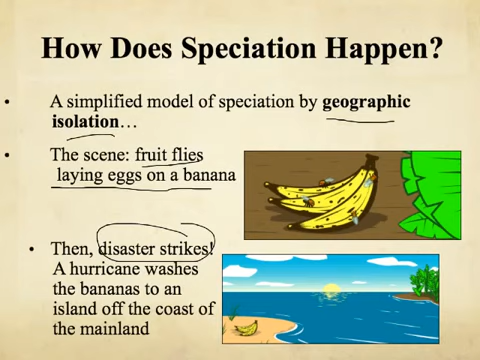 How Does Speciation Happen?
• A simplified model of speciation by geographic
isolation…
• The scene: fruit flies
laying eggs on a banana
• Then, disaster strikes!
A hurricane washes
the bananas to an
island off the coast of
the mainland